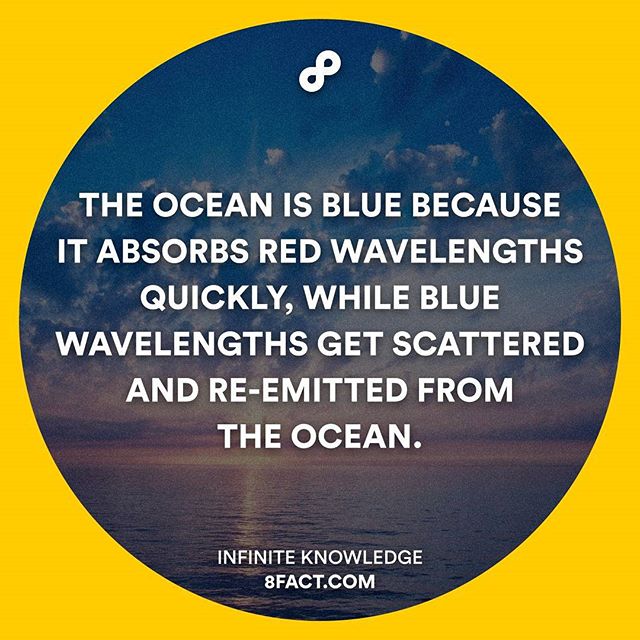 THE OCEAN IS BLUE BECAUSE
IT ABSORBS RED WAVELENGTHS
QUICKLY, WHILE BLUE
WAVELENGTHS GET SCATTERED
AND RE-EMITTED FROM
THE OCEAN.
INFINITE KNOWLEDGE
8FACT.COM